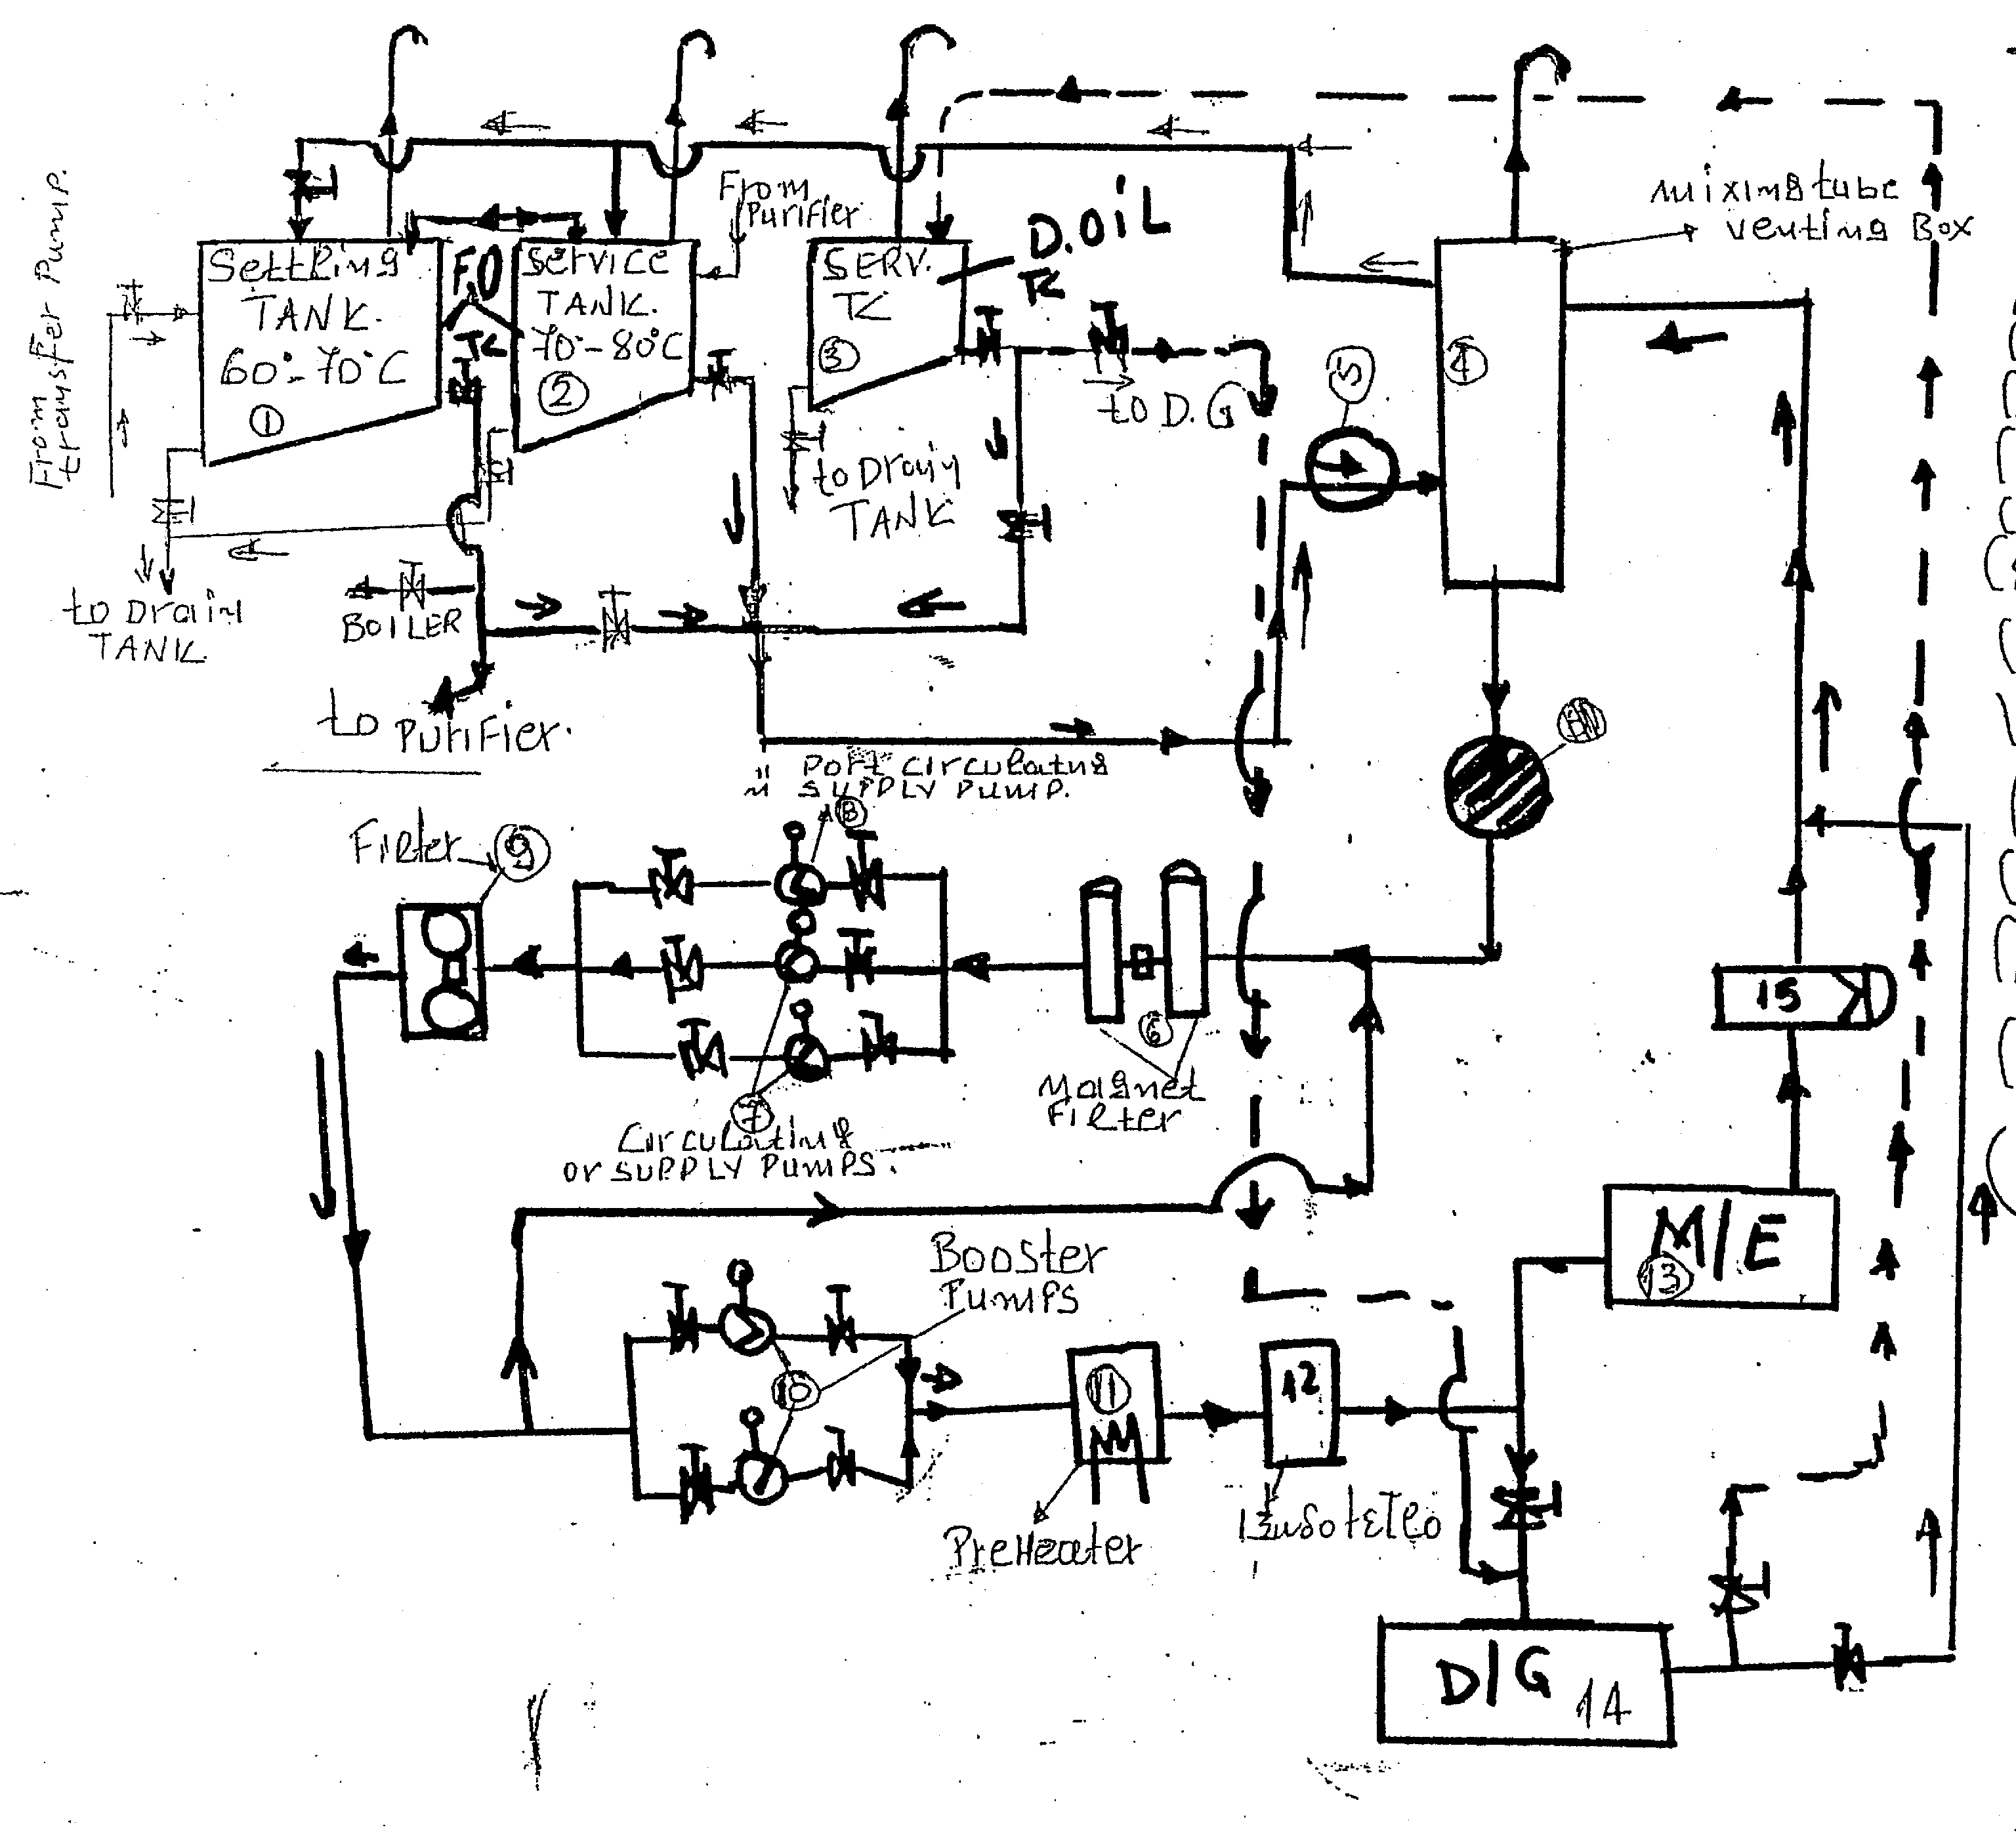 From
transfer Pump.
Settling
TANK.
60°-70°C
1
F.O
TK
Service
TANK.
70°-80°C
2
From
Purifier
SERV.
TK
3
D.OiL
TK
to D.G
5
4
mixing tube
venting Box
to Drain
TANK
to Drain
TANK
BOILER
to Purifier.
Port circulating
SUPPLY PUMP.
8
Filter
9
6
Magnet
Filter
7
Circulating
or SUPPLY PUMPS.
15
M/E
13
Booster
PUMPS
10
11
12
PreHeater
D/G
14